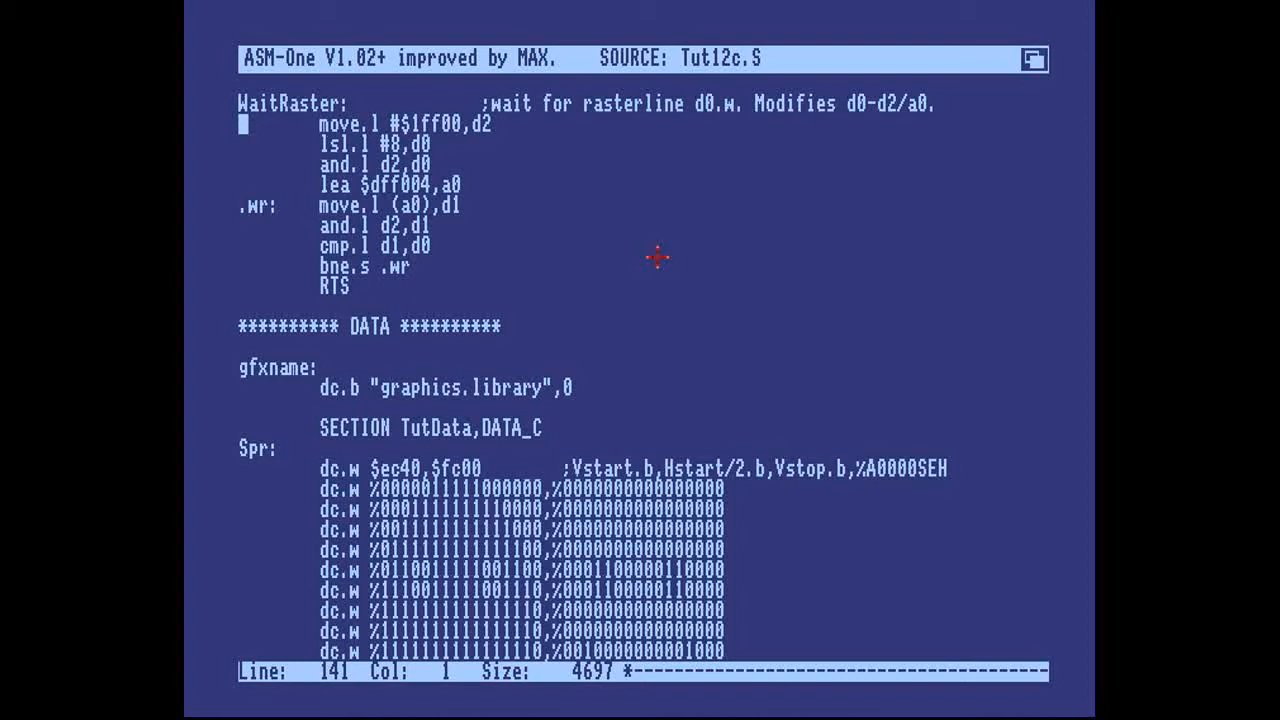 ASM-One V1.02+ improved by MAX. SOURCE: Tut12c.S
WaitRaster: ;wait for rasterline d0.w. Modifies d0-d2/a0.
move.l #$1ff00,d2
lsl.l #8,d0
and.l d2,d0
lea $dff004,a0
.wr: move.l (a0),d1
and.l d2,d1
cmp.l d1,d0
bne.s .wr
RTS
********** DATA **********
gfxname:
dc.b "graphics.library",0
SECTION TutData,DATA_C
Spr:
dc.w $ec40,$fc00 ;Vstart.b,Hstart/2.b,Vstop.b,%A0000SEH
dc.w %0000011111000000,%0000000000000000
dc.w %0001111111110000,%0000000000000000
dc.w %0011111111111000,%0000000000000000
dc.w %0111111111111100,%0000000000000000
dc.w %0110011111001100,%0001100000110000
dc.w %1110011111001110,%0001100000110000
dc.w %1111111111111110,%0000000000000000
dc.w %1111111111111110,%0000000000000000
dc.w %1111111111111110,%0010000000001000
Line: 141 Col: 1 Size: 4697 *-----------------------------------------